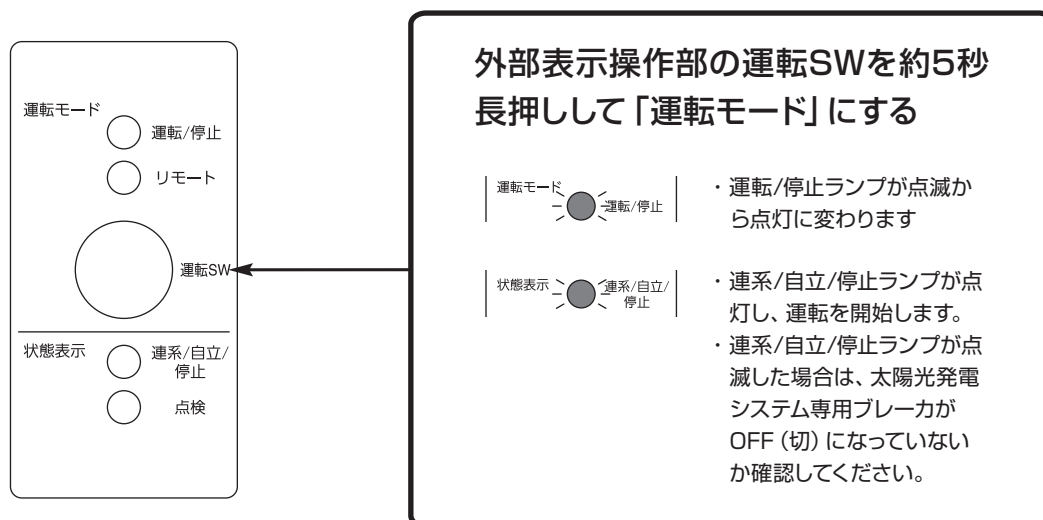 運転モード
運転/停止
リモート
運転SW
状態表示
連系/自立/
停止
点検
外部表示操作部の運転SWを約5秒
長押しして「運転モード」にする
運転モード
運転/停止
・運転/停止ランプが点滅か
ら点灯に変わります
状態表示
連系/自立/
停止
・連系/自立/停止ランプが点
灯し、運転を開始します。
・連系/自立/停止ランプが点
滅した場合は、太陽光発電
システム専用ブレーカが
OFF(切)になっていない
か確認してください。